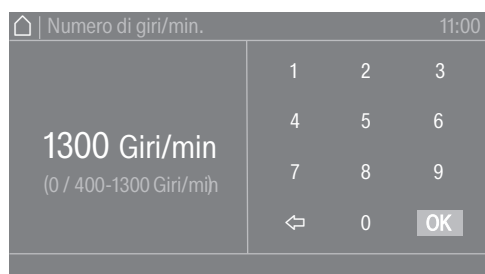 Numero di giri/min. 11:00
1 2 3
4 5 6
1300 Giri/min
(0 / 400-1300 Giri/min)
7 8 9
0 OK